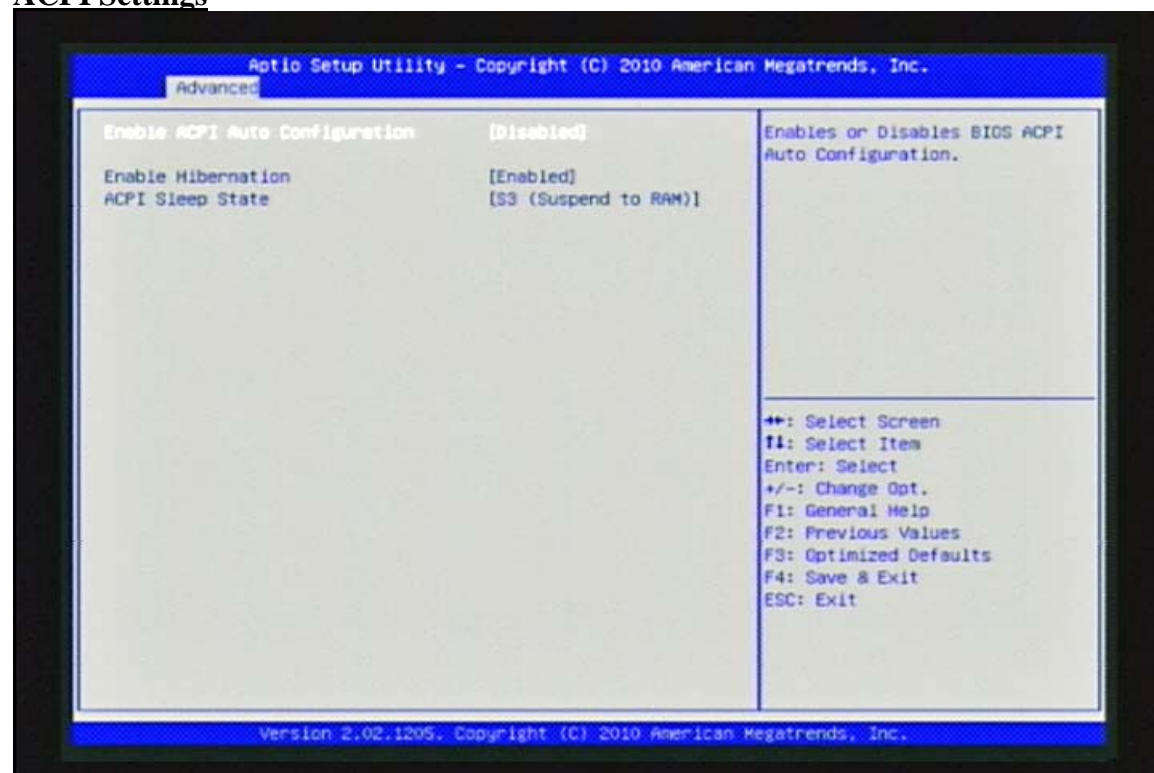 ACPI Settings
Aptio Setup Utility - Copyright (C) 2010 American Megatrends, Inc.
Advanced
Enable ACPI Auto Configuration [Disabled]
Enable Hibernation [Enabled]
ACPI Sleep State [S3 (Suspend to RAM)]
Enables or Disables BIOS ACPI
Auto Configuration.
→←: Select Screen
↑↓: Select Item
Enter: Select
+/-: Change Opt.
F1: General Help
F2: Previous Values
F3: Optimized Defaults
F4: Save & Exit
ESC: Exit
Version 2.02.1205. Copyright (C) 2010 American Megatrends, Inc.